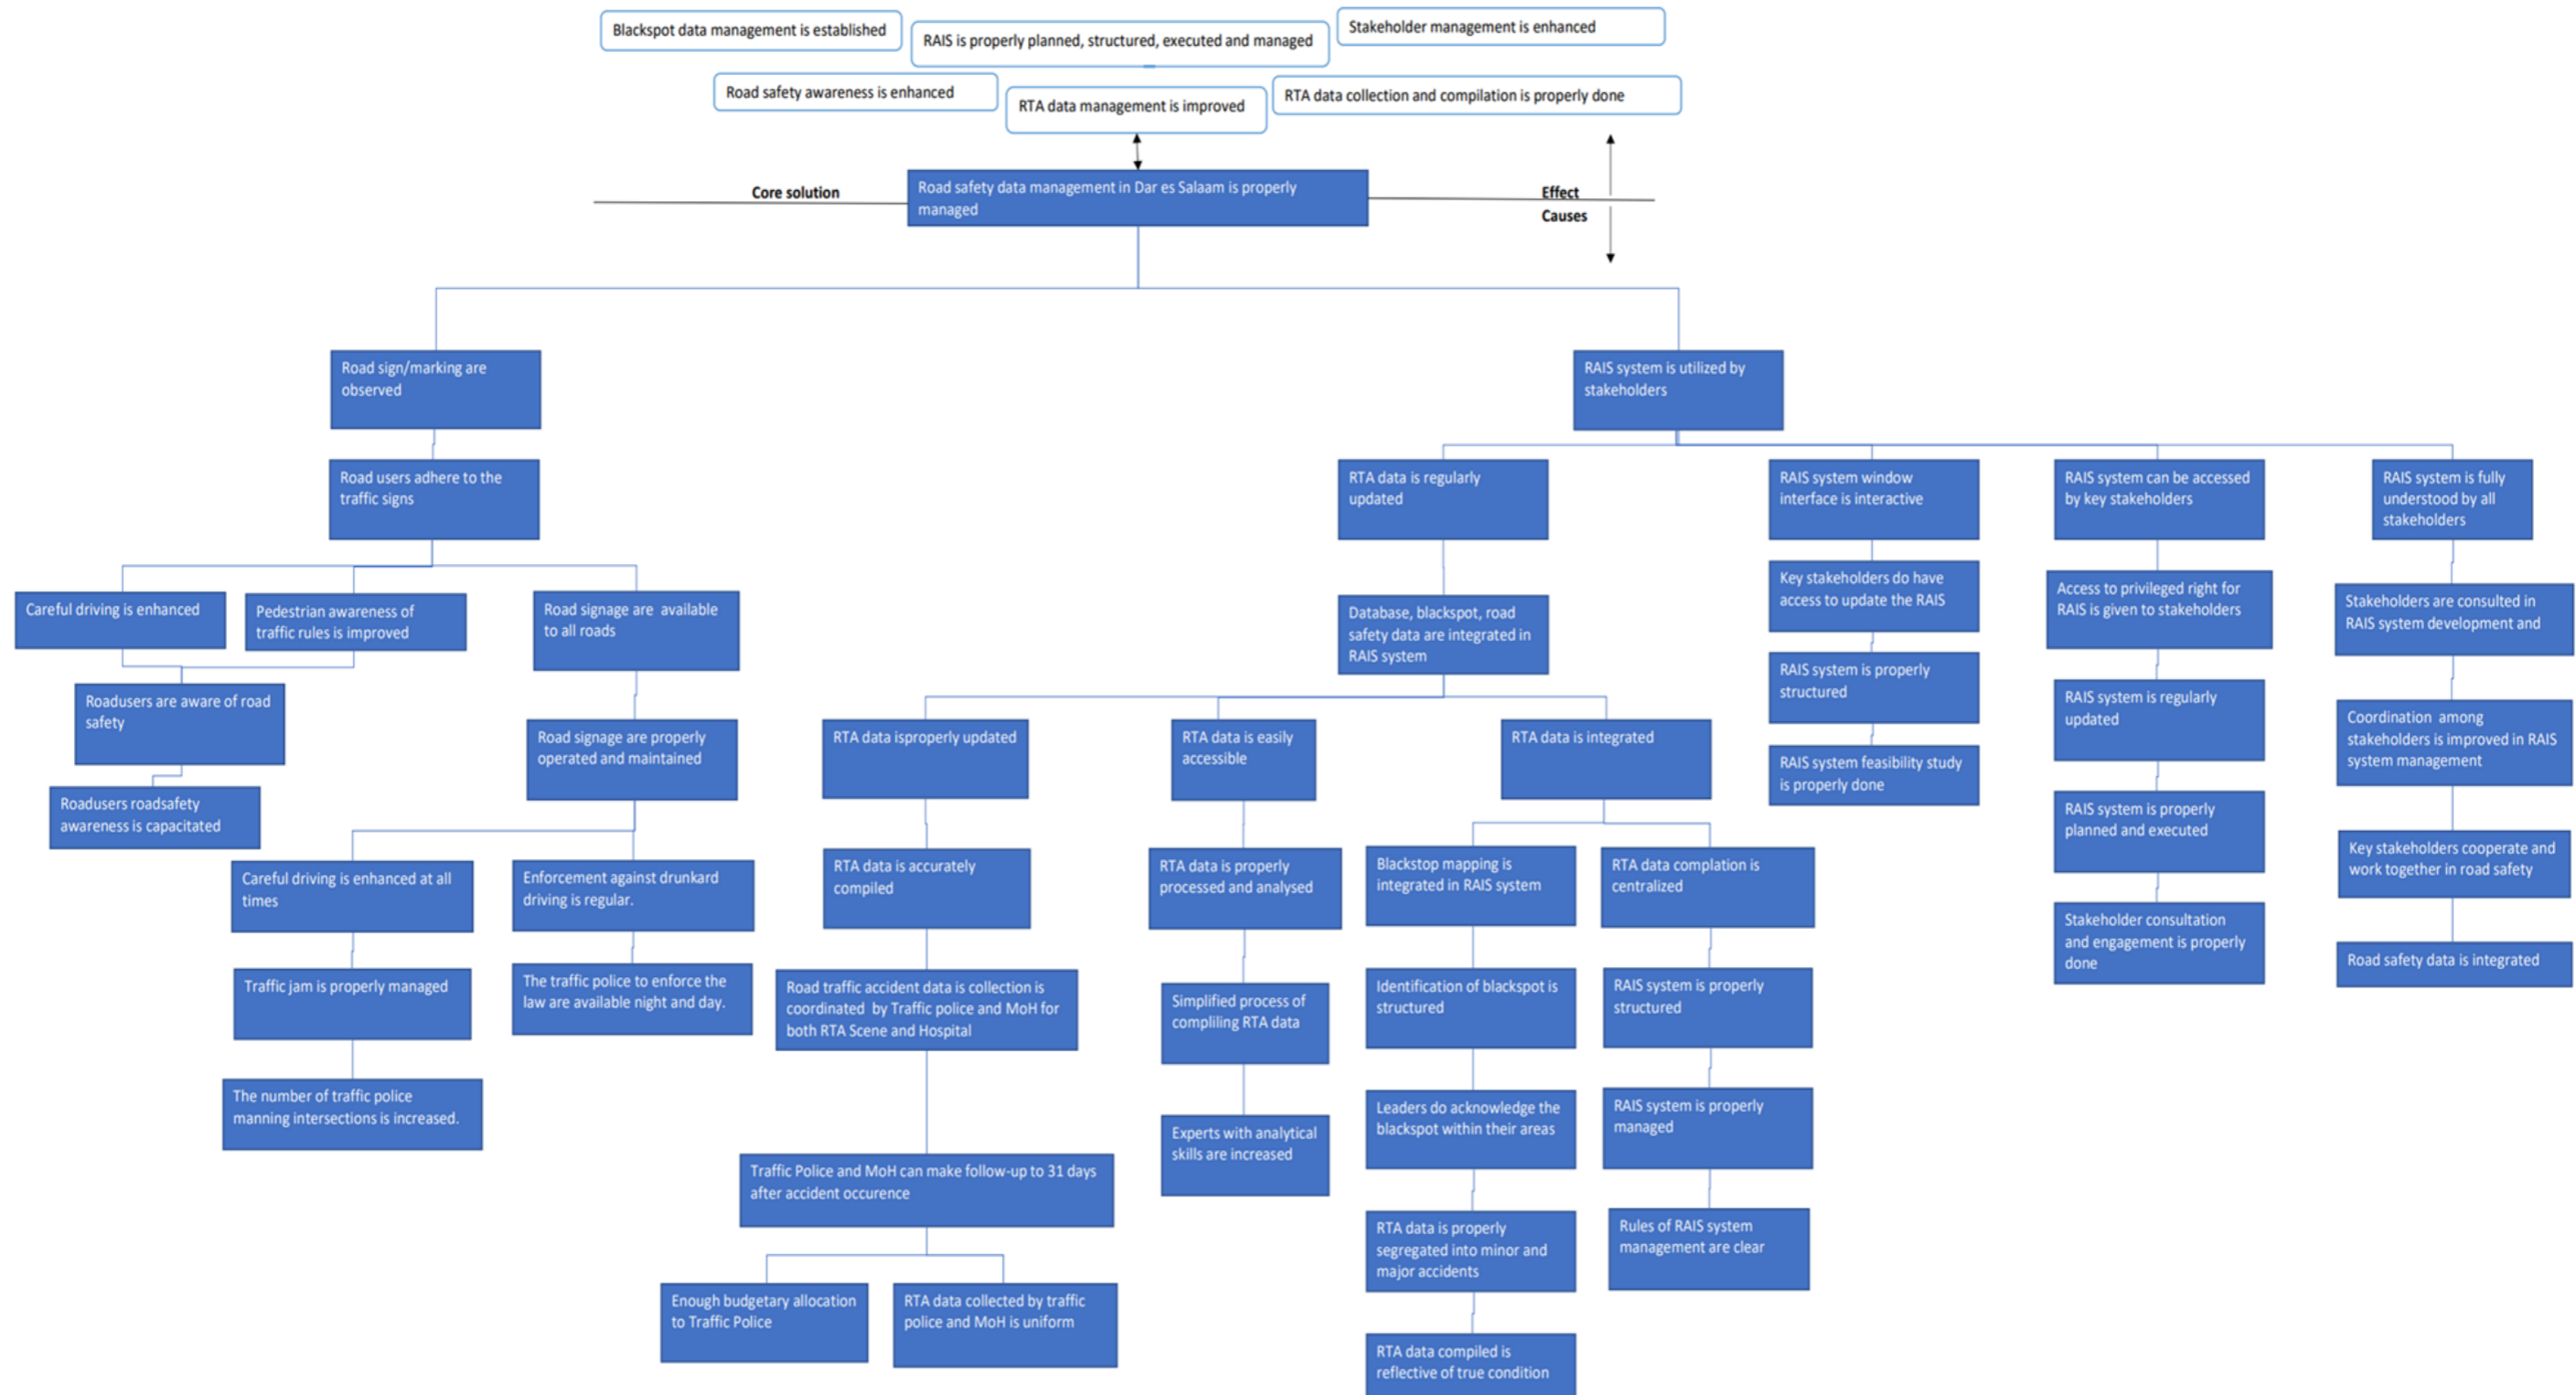 Blackspot data management is established
RAIS is properly planned, structured, executed and managed
Stakeholder management is enhanced
Road safety awareness is enhanced
RTA data management is improved
RTA data collection and compilation is properly done
Core solution
Road safety data management in Dar es Salaam is properly
managed
Effect
Causes
Road sign/marking are
observed
RAIS system is utilized by
stakeholders
Road users adhere to the
traffic signs
RTA data is regularly
updated
RAIS system window
interface is interactive
RAIS system can be accessed
by key stakeholders
RAIS system is fully
understood by all
stakeholders
Careful driving is enhanced
Pedestrian awareness of
traffic rules is improved
Road signage are available
to all roads
Database, blackspot, road
safety data are integrated in
RAIS system
Key stakeholders do have
access to update the RAIS
Access to privileged right for
RAIS is given to stakeholders
Stakeholders are consulted in
RAIS system development and
Roadusers are aware of road
safety
Road signage are properly
operated and maintained
RTA data isproperly updated
RTA data is easily
accessible
RTA data is integrated
RAIS system is properly
structured
RAIS system is regularly
updated
Coordination among
stakeholders is improved in RAIS
system management
Roadusers roadsafety
awareness is capacitated
RAIS system feasibility study
is properly done
RAIS system is properly
planned and executed
Careful driving is enhanced at all
times
Enforcement against drunkard
driving is regular.
RTA data is accurately
compiled
RTA data is properly
processed and analysed
Blackstop mapping is
integrated in RAIS system
RTA data complation is
centralized
Key stakeholders cooperate and
work together in road safety
Stakeholder consultation
and engagement is properly
done
Traffic jam is properly managed
The traffic police to enforce the
law are available night and day.
Road traffic accident data is collection is
coordinated by Traffic police and MoH for
both RTA Scene and Hospital
Simplified process of
compliling RTA data
Identification of blackspot is
structured
RAIS system is properly
structured
Road safety data is integrated
The number of traffic police
manning intersections is increased.
Experts with analytical
skills are increased
Leaders do acknowledge the
blackspot within their areas
RAIS system is properly
managed
Traffic Police and MoH can make follow-up to 31 days
after accident occurence
RTA data is properly
segregated into minor and
major accidents
Rules of RAIS system
management are clear
Enough budgetary allocation
to Traffic Police
RTA data collected by traffic
police and MoH is uniform
RTA data compiled is
reflective of true condition